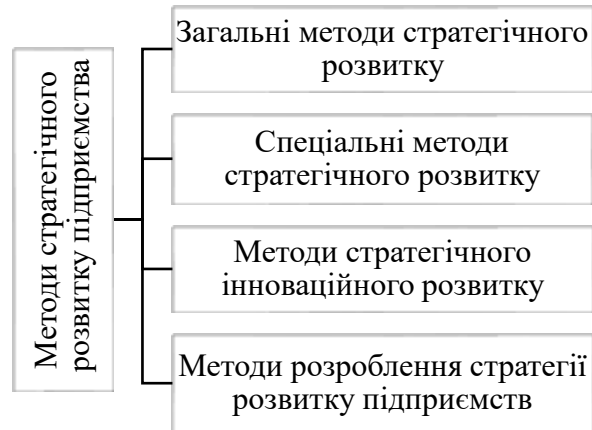 Методи стратегічного
розвитку підприємства
Загальні методи стратегічного
розвитку
Спеціальні методи
стратегічного розвитку
Методи стратегічного
інноваційного розвитку
Методи розроблення стратегії
розвитку підприємств